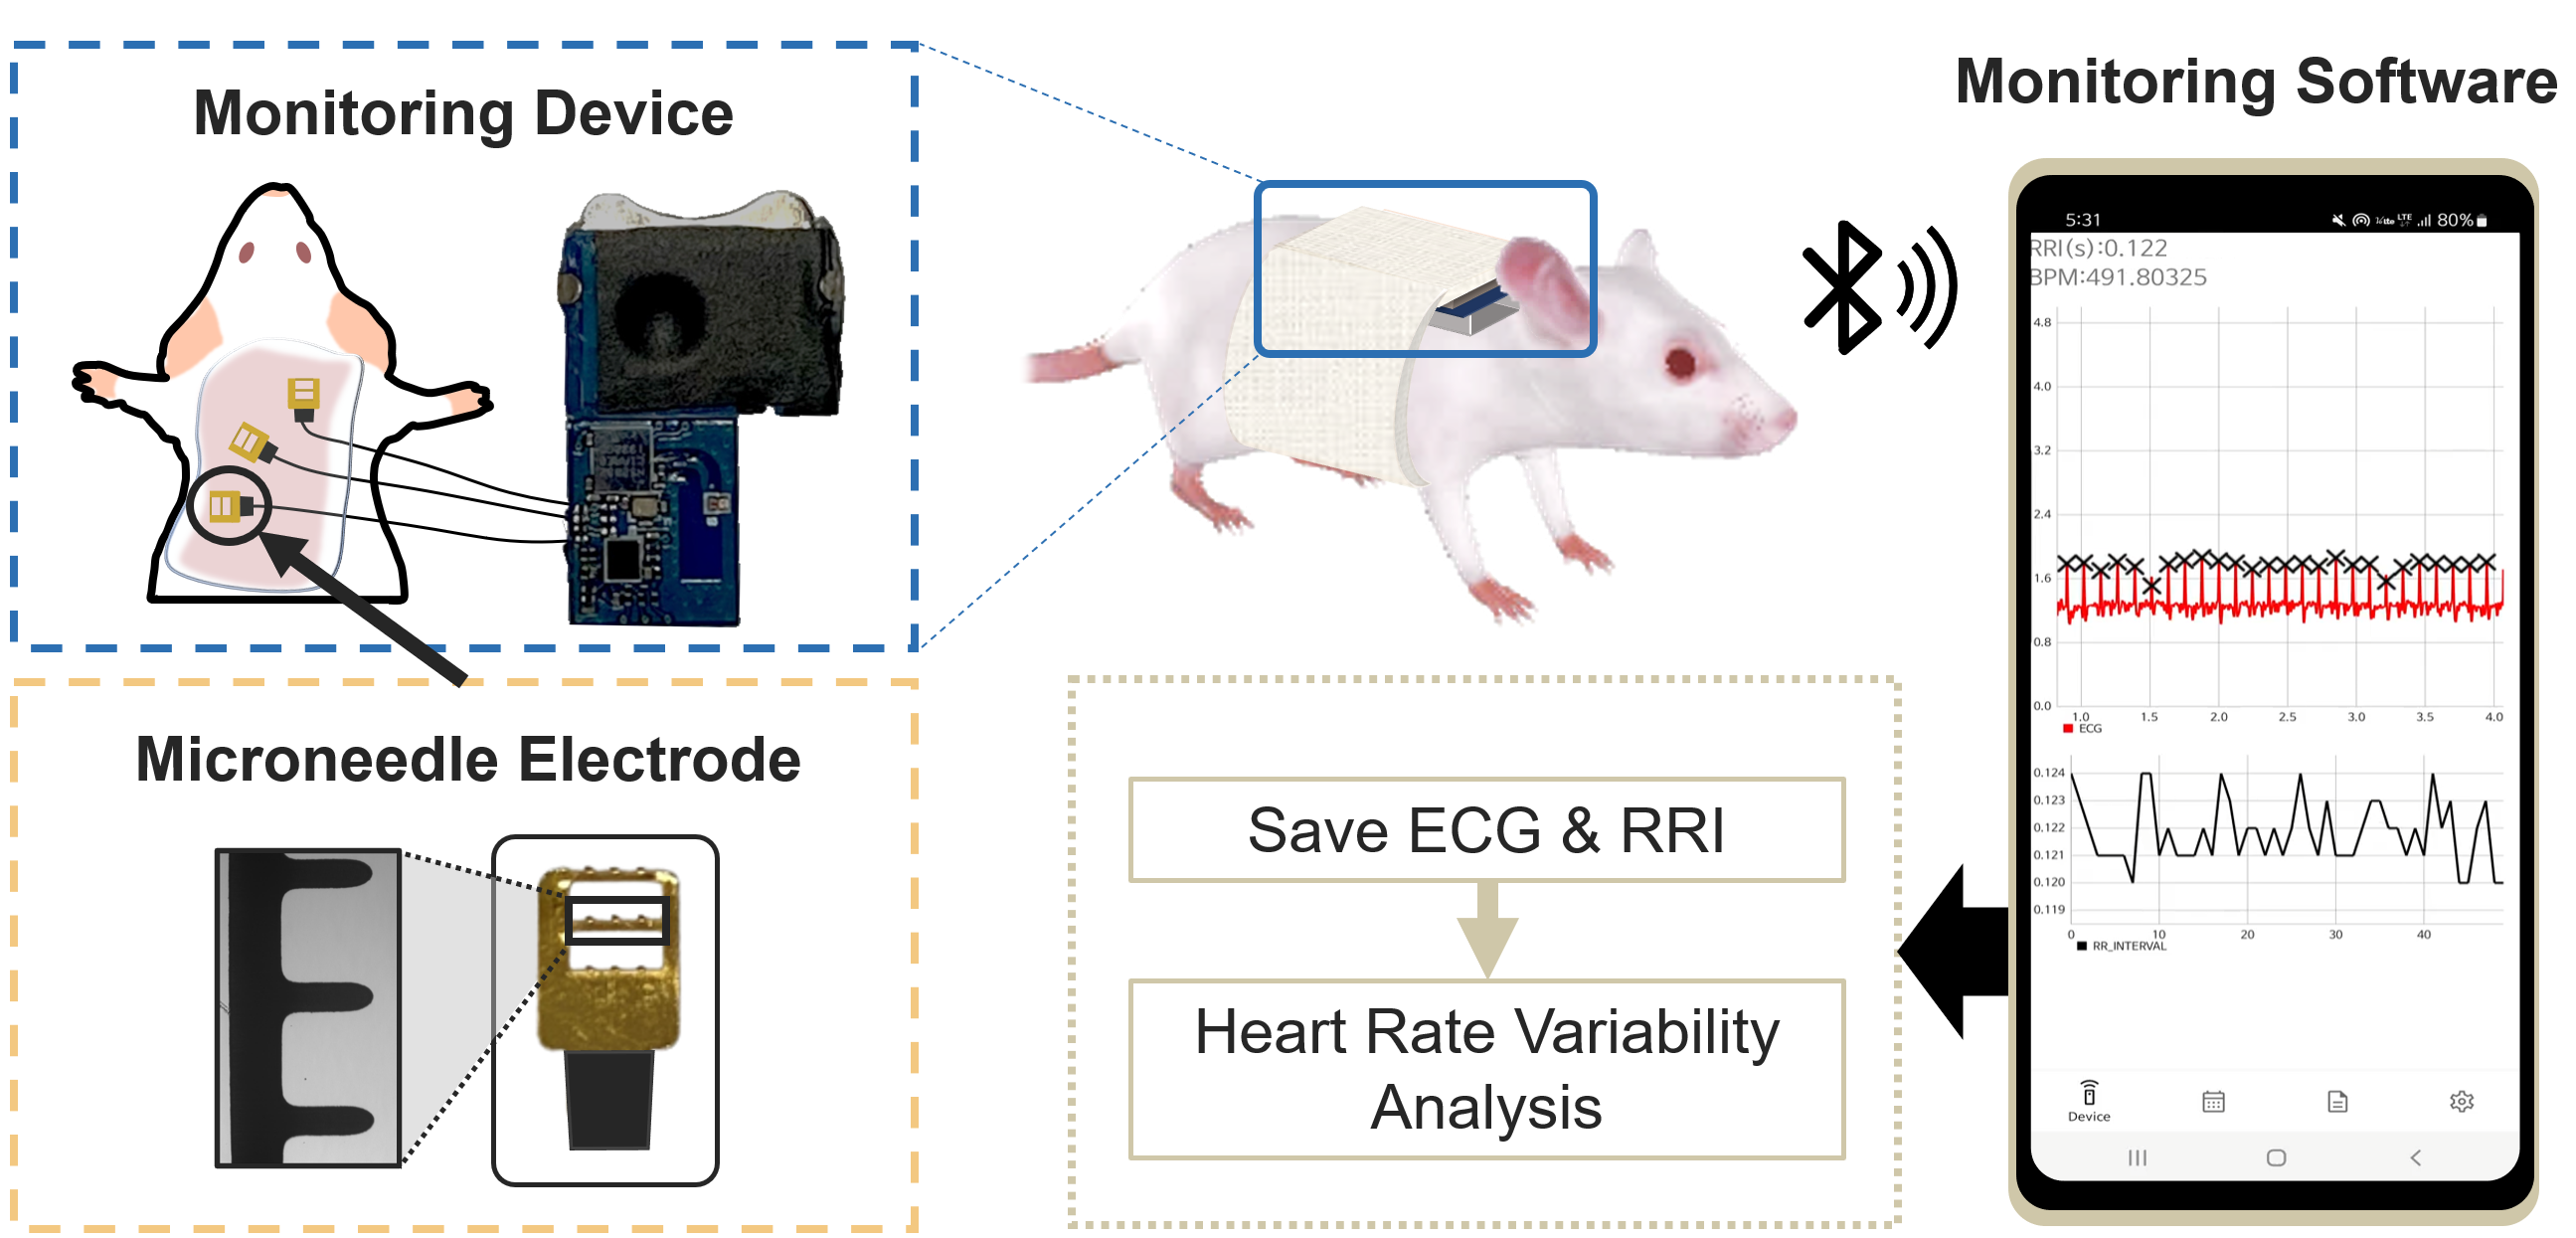 Monitoring Device
Monitoring Software
5:31
LTE 80%
RRI(s):0.122
BPM:491.80325
4.8
4.0
3.2
2.4
1.6
0.8
0.0
1.0 1.5 2.0 2.5 3.0 3.5 4.0
ECG
0.124
0.123
0.122
0.121
0.120
0.119
0 10 20 30 40
RR_INTERVAL
Device
Microneedle Electrode
Save ECG & RRI
Heart Rate Variability
Analysis